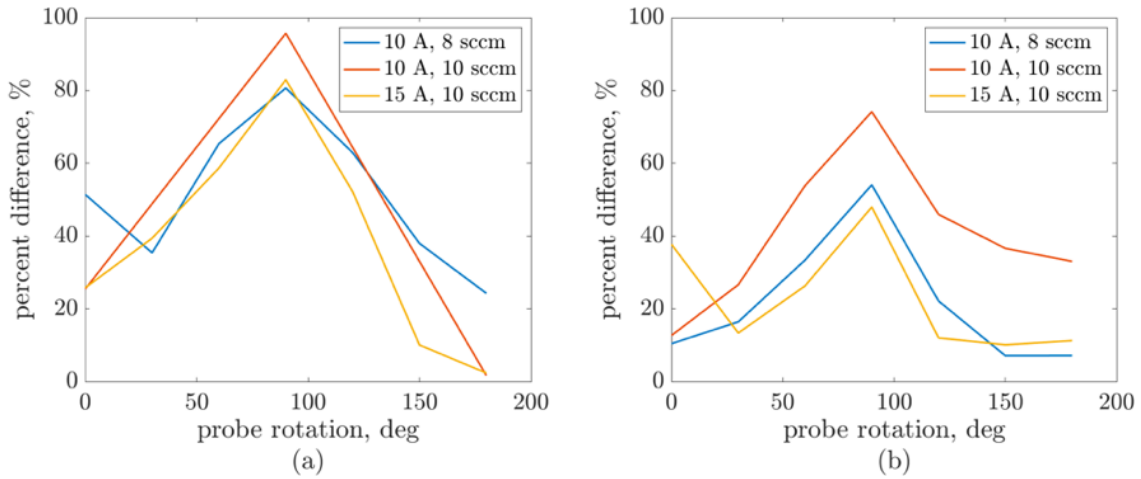 100
80
60
40
20
0
percent difference, %
10 A, 8 sccm
10 A, 10 sccm
15 A, 10 sccm
0
50
100
150
200
probe rotation, deg
(a)
100
80
60
40
20
0
percent difference, %
10 A, 8 sccm
10 A, 10 sccm
15 A, 10 sccm
0
50
100
150
200
probe rotation, deg
(b)